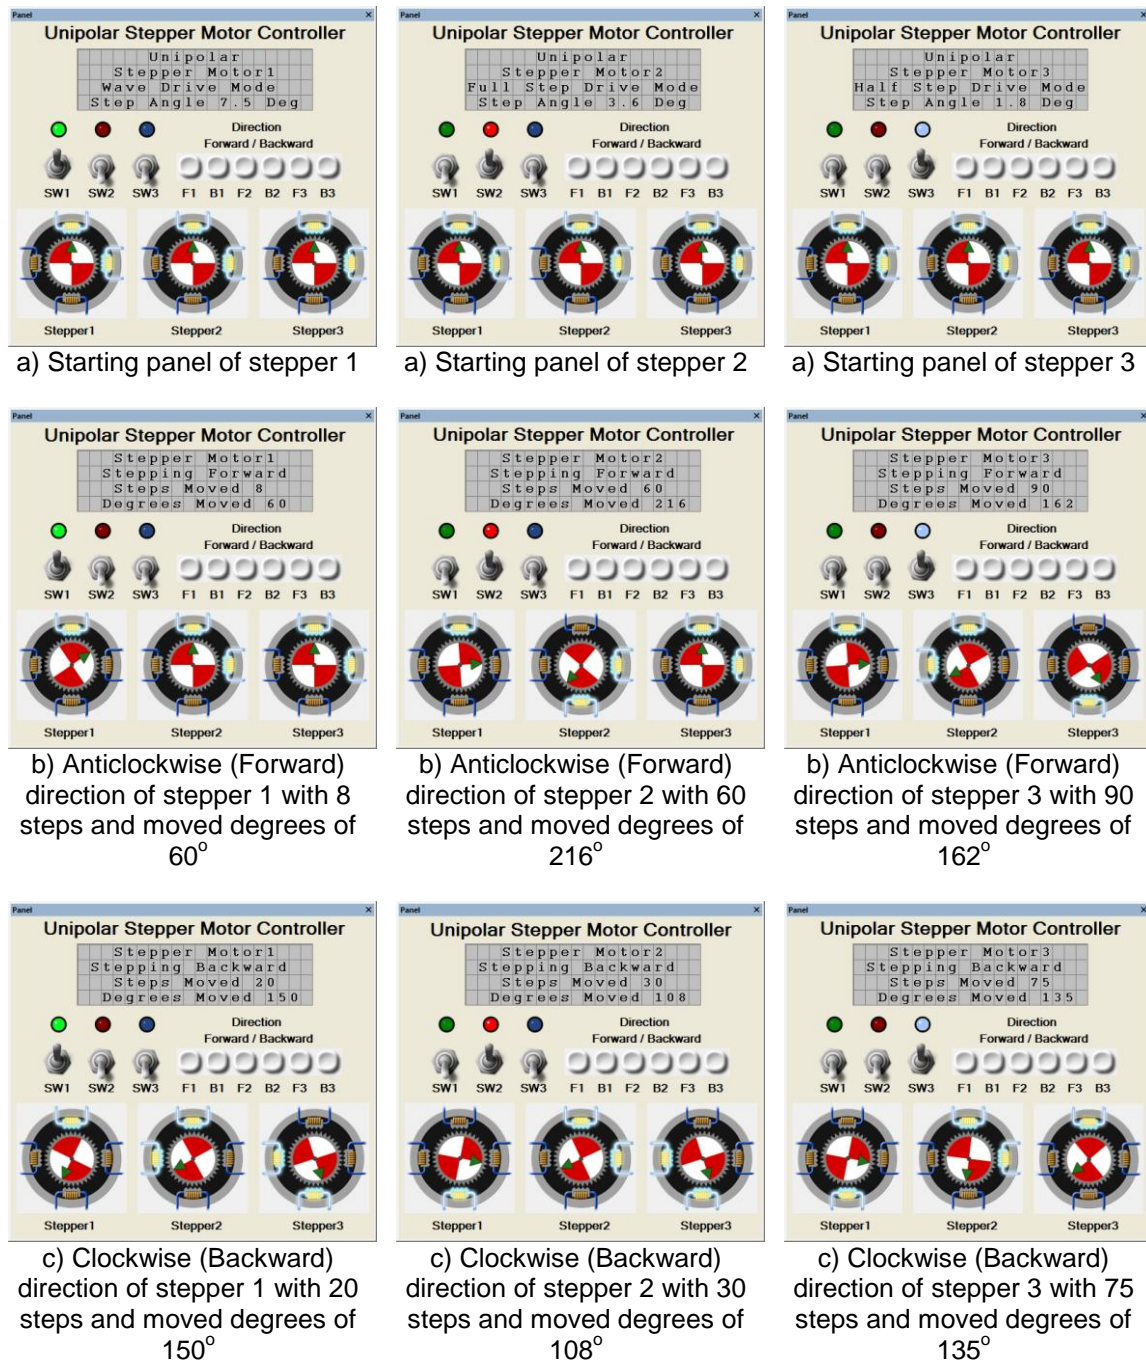 Panel ×
Unipolar Stepper Motor Controller
Unipolar
Stepper Motor1
Wave Drive Mode
Step Angle 7.5 Deg
Direction
Forward / Backward
SW1 SW2 SW3 F1 B1 F2 B2 F3 B3
Stepper1 Stepper2 Stepper3
a) Starting panel of stepper 1
Panel ×
Unipolar Stepper Motor Controller
Unipolar
Stepper Motor2
Full Step Drive Mode
Step Angle 3.6 Deg
Direction
Forward / Backward
SW1 SW2 SW3 F1 B1 F2 B2 F3 B3
Stepper1 Stepper2 Stepper3
a) Starting panel of stepper 2
Panel ×
Unipolar Stepper Motor Controller
Unipolar
Stepper Motor3
Half Step Drive Mode
Step Angle 1.8 Deg
Direction
Forward / Backward
SW1 SW2 SW3 F1 B1 F2 B2 F3 B3
Stepper1 Stepper2 Stepper3
a) Starting panel of stepper 3
Panel ×
Unipolar Stepper Motor Controller
Stepper Motor1
Stepping Forward
Steps Moved 8
Degrees Moved 60
Direction
Forward / Backward
SW1 SW2 SW3 F1 B1 F2 B2 F3 B3
Stepper1 Stepper2 Stepper3
b) Anticlockwise (Forward)
direction of stepper 1 with 8
steps and moved degrees of
60°
Panel ×
Unipolar Stepper Motor Controller
Stepper Motor2
Stepping Forward
Steps Moved 60
Degrees Moved 216
Direction
Forward / Backward
SW1 SW2 SW3 F1 B1 F2 B2 F3 B3
Stepper1 Stepper2 Stepper3
b) Anticlockwise (Forward)
direction of stepper 2 with 60
steps and moved degrees of
216°
Panel ×
Unipolar Stepper Motor Controller
Stepper Motor3
Stepping Forward
Steps Moved 90
Degrees Moved 162
Direction
Forward / Backward
SW1 SW2 SW3 F1 B1 F2 B2 F3 B3
Stepper1 Stepper2 Stepper3
b) Anticlockwise (Forward)
direction of stepper 3 with 90
steps and moved degrees of
162°
Panel ×
Unipolar Stepper Motor Controller
Stepper Motor1
Stepping Backward
Steps Moved 20
Degrees Moved 150
Direction
Forward / Backward
SW1 SW2 SW3 F1 B1 F2 B2 F3 B3
Stepper1 Stepper2 Stepper3
c) Clockwise (Backward)
direction of stepper 1 with 20
steps and moved degrees of
150°
Panel ×
Unipolar Stepper Motor Controller
Stepper Motor2
Stepping Backward
Steps Moved 30
Degrees Moved 108
Direction
Forward / Backward
SW1 SW2 SW3 F1 B1 F2 B2 F3 B3
Stepper1 Stepper2 Stepper3
c) Clockwise (Backward)
direction of stepper 2 with 30
steps and moved degrees of
108°
Panel ×
Unipolar Stepper Motor Controller
Stepper Motor3
Stepping Backward
Steps Moved 75
Degrees Moved 135
Direction
Forward / Backward
SW1 SW2 SW3 F1 B1 F2 B2 F3 B3
Stepper1 Stepper2 Stepper3
c) Clockwise (Backward)
direction of stepper 3 with 75
steps and moved degrees of
135°